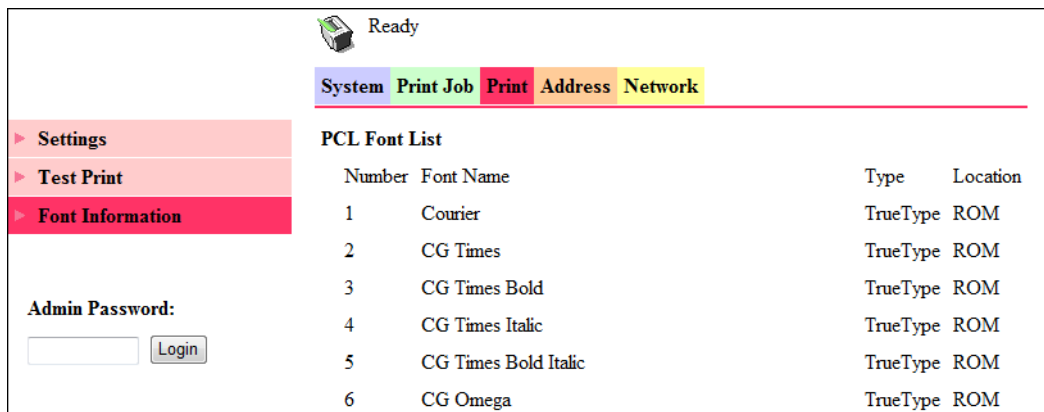 Ready
System Print Job Print Address Network
Settings
Test Print
Font Information
Admin Password:
Login
PCL Font List
Number Font Name Type Location
1 Courier TrueType ROM
2 CG Times TrueType ROM
3 CG Times Bold TrueType ROM
4 CG Times Italic TrueType ROM
5 CG Times Bold Italic TrueType ROM
6 CG Omega TrueType ROM